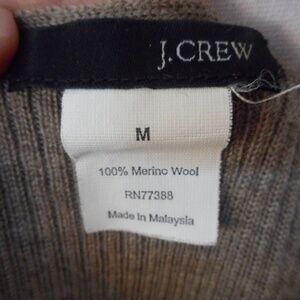 J.CREW
M
100% Merino Wool
RN77388
Made in Malaysia